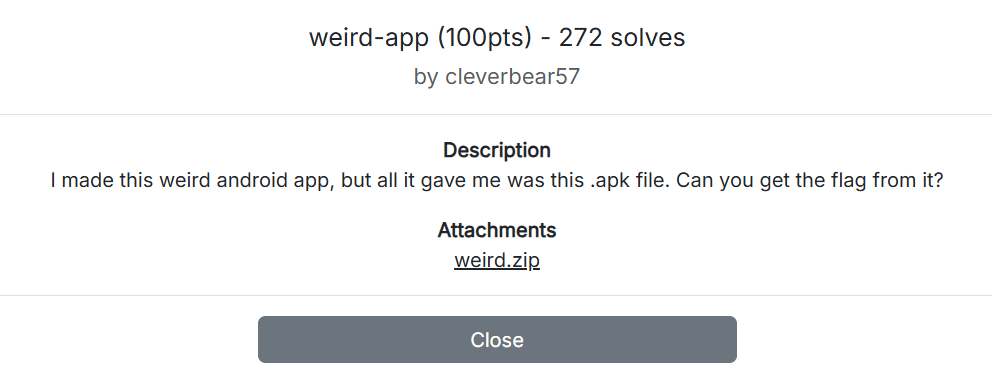 weird-app (100pts) - 272 solves
by cleverbear57
Description
I made this weird android app, but all it gave me was this .apk file. Can you get the flag from it?
Attachments
weird.zip
Close